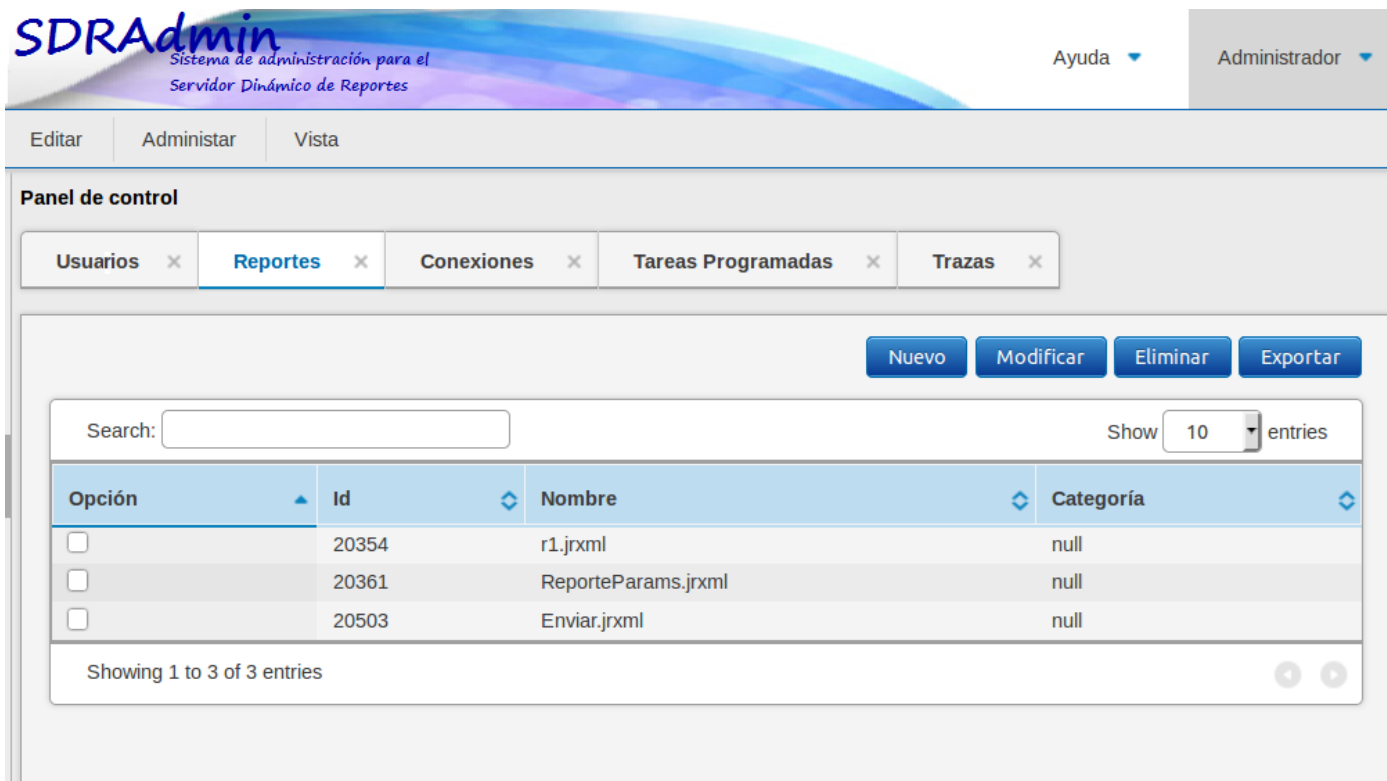 SDRAdmin
Sistema de administración para el
Servidor Dinámico de Reportes
Ayuda
Administrador
Editar
Administar
Vista
Panel de control
Usuarios
Reportes
Conexiones
Tareas Programadas
Trazas
Nuevo
Modificar
Eliminar
Exportar
Search:
Show 10 entries
Opción Id Nombre Categoría
20354 r1.jrxml null
20361 ReporteParams.jrxml null
20503 Enviar.jrxml null
Showing 1 to 3 of 3 entries